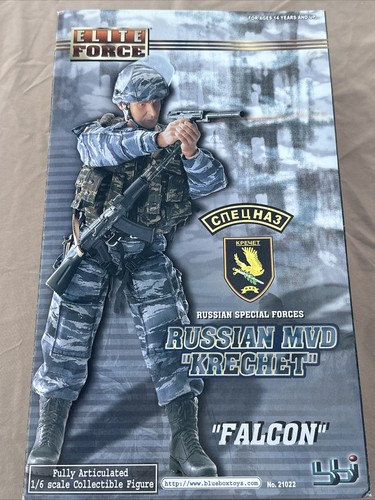 FOR AGES 14 YEARS AND UP
ELITE
FORCE
СПЕЦНАЗ
КРЕЧЕТ
RUSSIAN SPECIAL FORCES
RUSSIAN MVD
"KRECHET"
"FALCON"
Fully Articulated
1/6 scale Collectible Figure
http://www.blueboxtoys.com
No. 21022
bbi